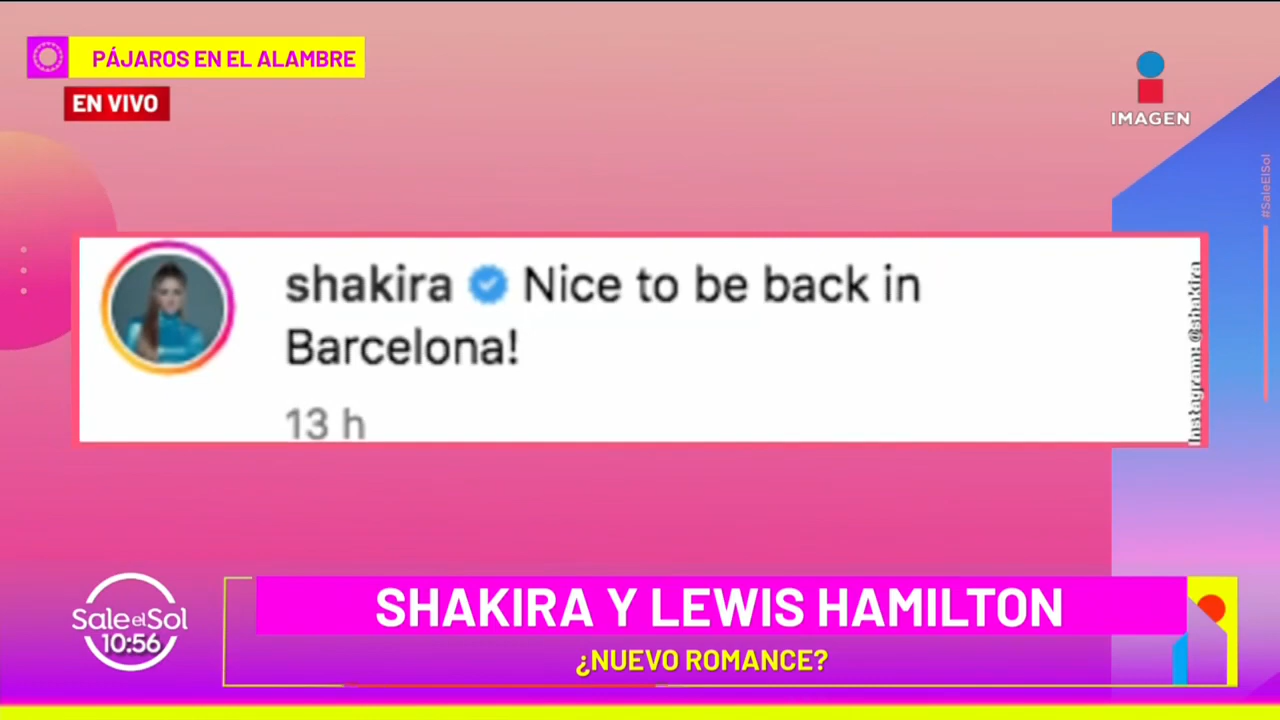 PÁJAROS EN EL ALAMBRE
EN VIVO
IMAGEN
#SaleElSol
shakira Nice to be back in
Barcelona!
13 h
Instagram: @shakira
SHAKIRA Y LEWIS HAMILTON
¿NUEVO ROMANCE?
Sale el Sol
10:56